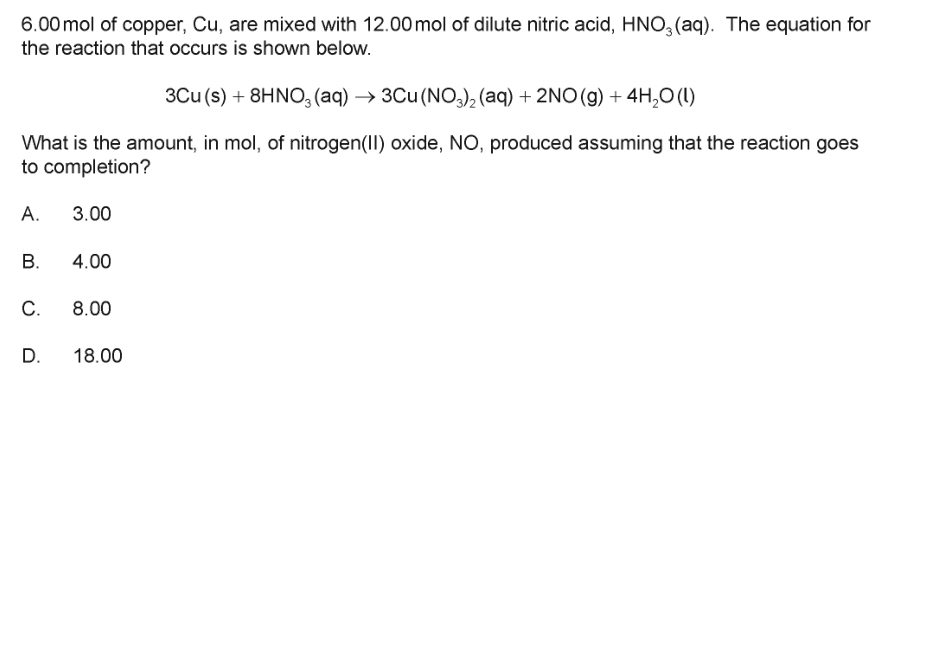 6.00 mol of copper, Cu, are mixed with 12.00 mol of dilute nitric acid, HNO₃(aq). The equation for
the reaction that occurs is shown below.
3Cu(s) + 8HNO₃(aq) → 3Cu(NO₃)₂(aq) + 2NO(g) + 4H₂O(l)
What is the amount, in mol, of nitrogen(II) oxide, NO, produced assuming that the reaction goes
to completion?
A. 3.00
B. 4.00
C. 8.00
D. 18.00